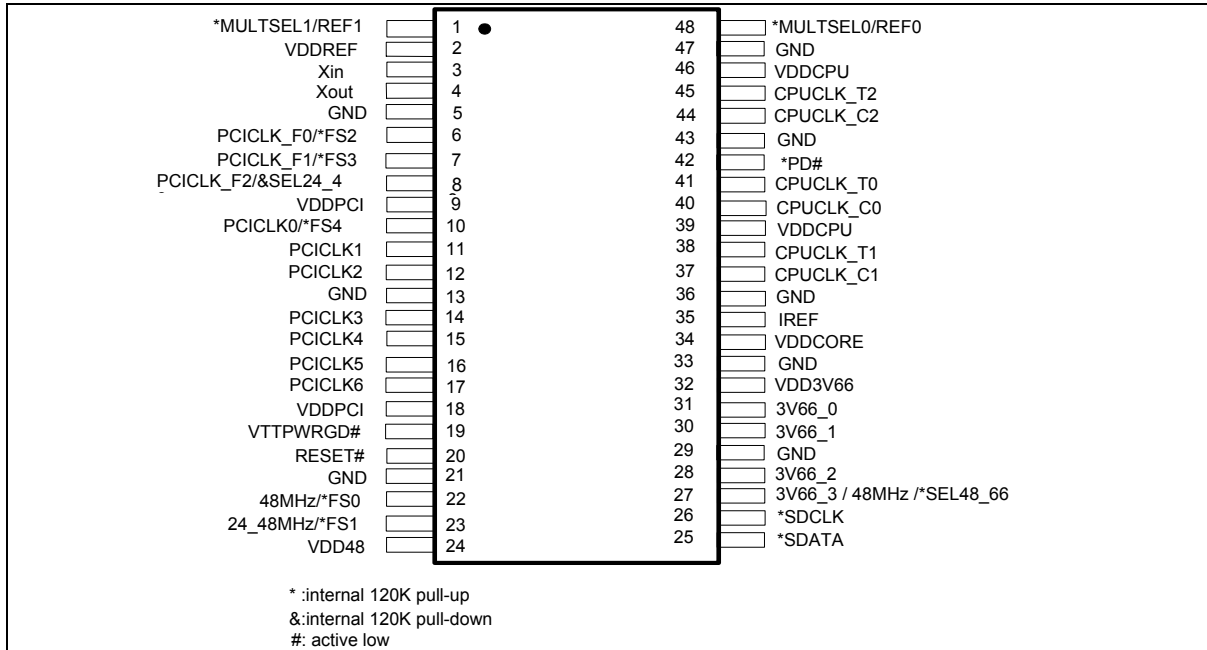 *MULTSEL1/REF1 1 48 *MULTSEL0/REF0
VDDREF 2 47 GND
Xin 3 46 VDDCPU
Xout 4 45 CPUCLK_T2
GND 5 44 CPUCLK_C2
PCICLK_F0/*FS2 6 43 GND
PCICLK_F1/*FS3 7 42 *PD#
PCICLK_F2/&SEL24_4 8 41 CPUCLK_T0
VDDPCI 9 40 CPUCLK_C0
PCICLK0/*FS4 10 39 VDDCPU
PCICLK1 11 38 CPUCLK_T1
PCICLK2 12 37 CPUCLK_C1
GND 13 36 GND
PCICLK3 14 35 IREF
PCICLK4 15 34 VDDCORE
PCICLK5 16 33 GND
PCICLK6 17 32 VDD3V66
VDDPCI 18 31 3V66_0
VTTPWRGD# 19 30 3V66_1
RESET# 20 29 GND
GND 21 28 3V66_2
48MHz/*FS0 22 27 3V66_3 / 48MHz /*SEL48_66
24_48MHz/*FS1 23 26 *SDCLK
VDD48 24 25 *SDATA
* :internal 120K pull-up
&:internal 120K pull-down
#: active low